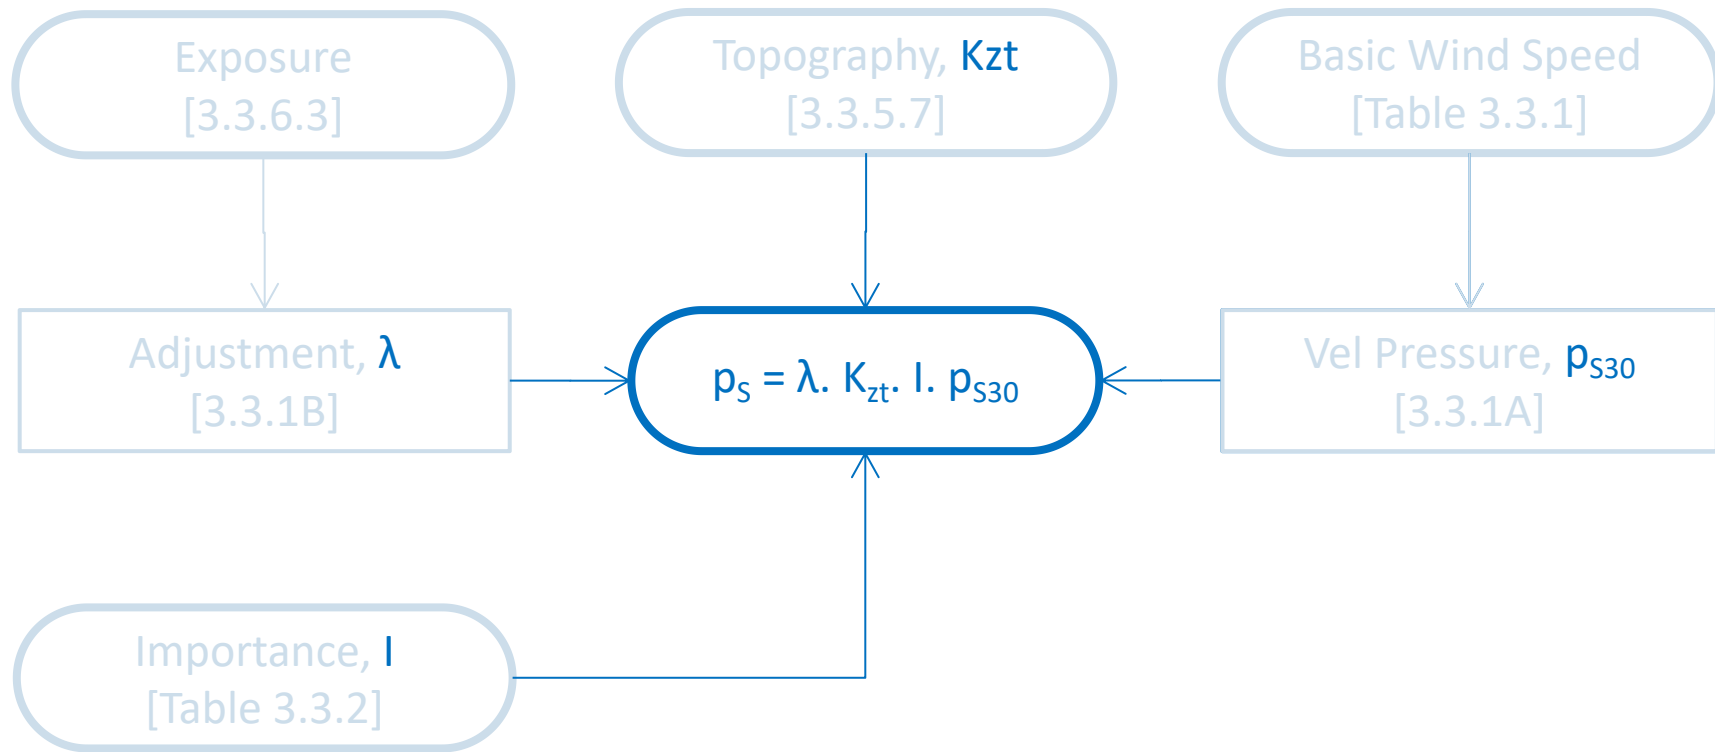 Exposure
[3.3.6.3]
Topography, Kzt
[3.3.5.7]
Basic Wind Speed
[Table 3.3.1]
Adjustment, λ
[3.3.1B]
pS = λ. Kzt. I. pS30
Vel Pressure, pS30
[3.3.1A]
Importance, I
[Table 3.3.2]